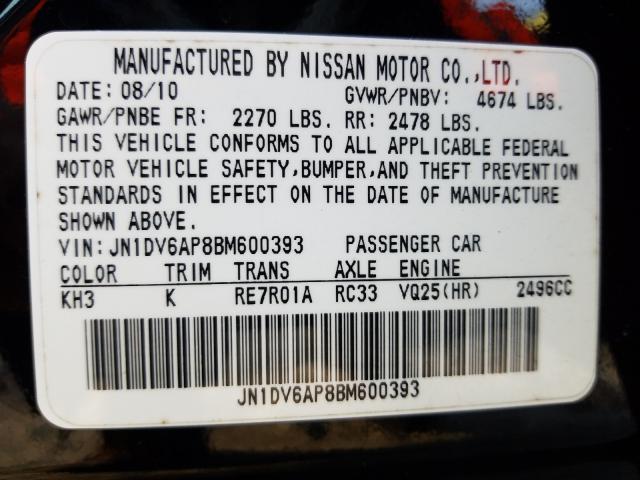 MANUFACTURED BY NISSAN MOTOR CO.,LTD.
DATE: 08/10 GVWR/PNBV: 4674 LBS.
GAWR/PNBE FR: 2270 LBS. RR: 2478 LBS.
THIS VEHICLE CONFORMS TO ALL APPLICABLE FEDERAL
MOTOR VEHICLE SAFETY,BUMPER,AND THEFT PREVENTION
STANDARDS IN EFFECT ON THE DATE OF MANUFACTURE
SHOWN ABOVE.
VIN: JN1DV6AP8BM600393 PASSENGER CAR
COLOR TRIM TRANS AXLE ENGINE
KH3 K RE7R01A RC33 VQ25(HR) 2496CC
JN1DV6AP8BM600393